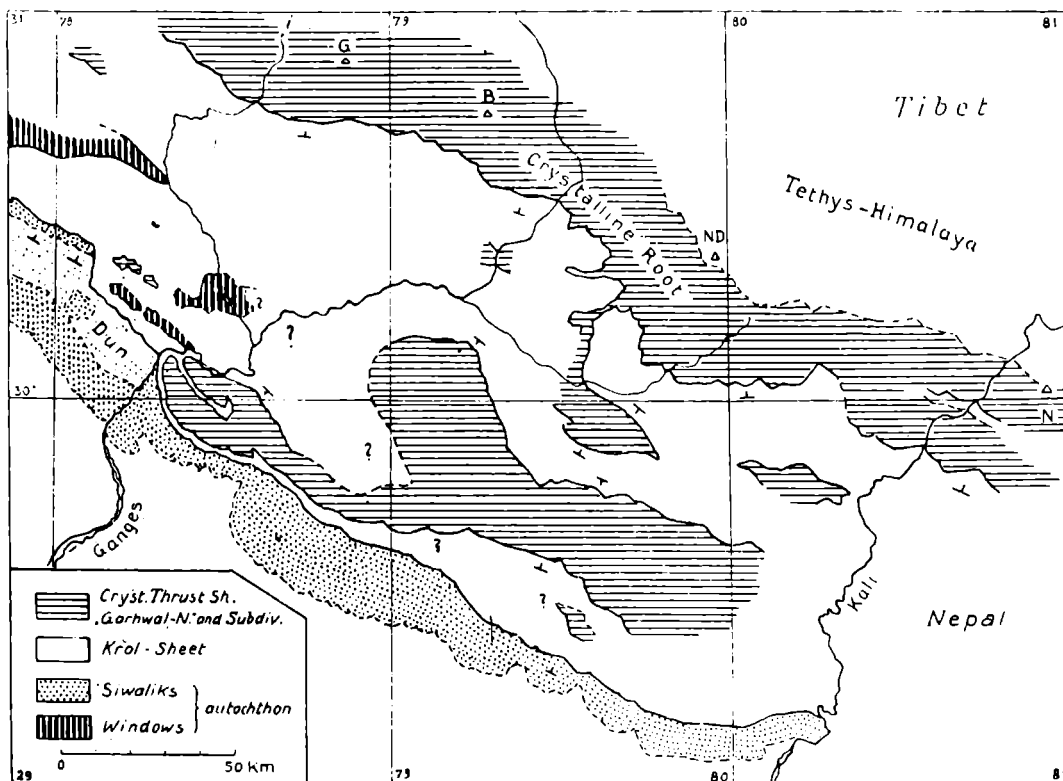 31
78
79
80
81
G
B
Tibet
Crystalline Root
Tethys-Himalaya
ND
?
?
Dun
30°
N
?
Ganges
?
?
Kali
Nepal
Cryst. Thrust Sh.
„Garhwal-N." and Subdiv.
Krol - Sheet
Siwaliks
autochthon
Windows
0
50 Km
29
79
80
8